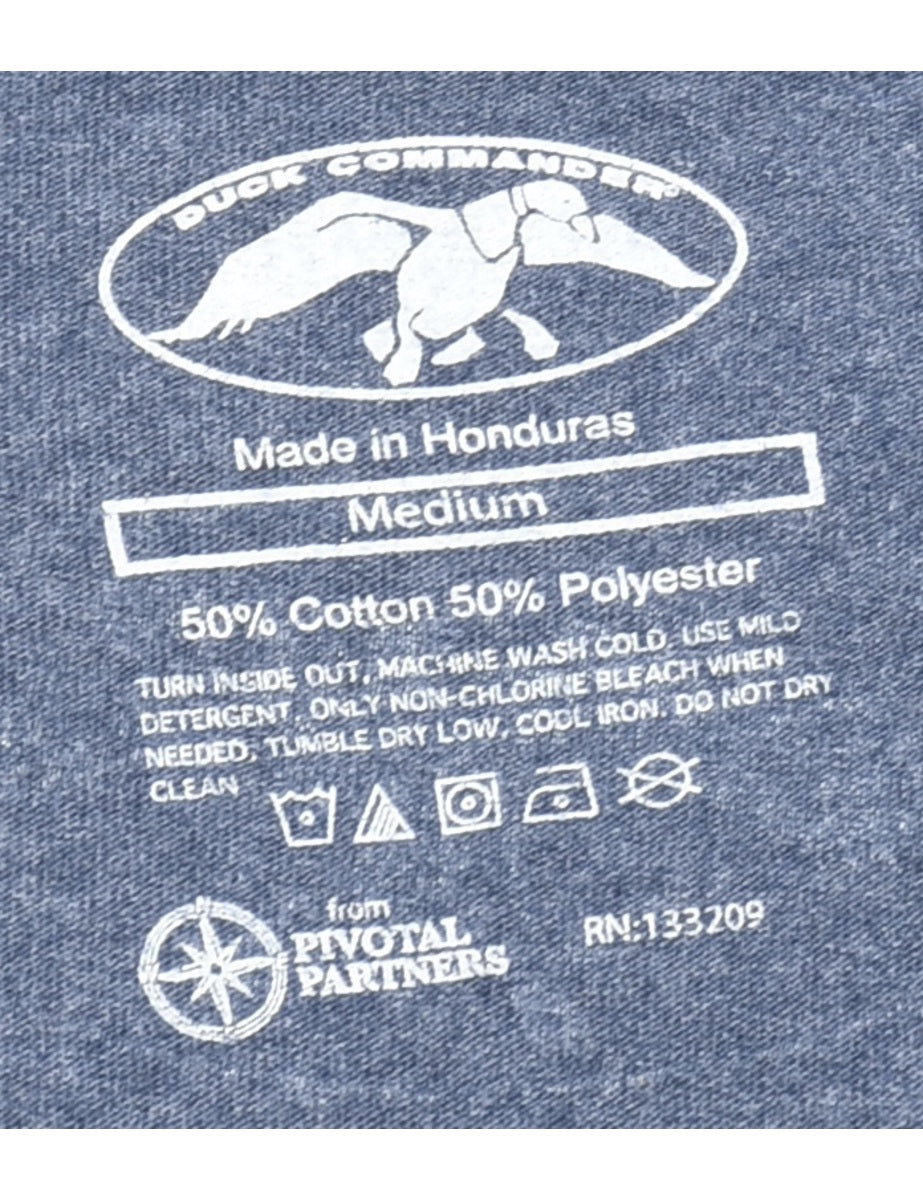 DUCK COMMANDER®
Made in Honduras
Medium
50% Cotton 50% Polyester
TURN INSIDE OUT, MACHINE WASH COLD, USE MILD
DETERGENT, ONLY NON-CHLORINE BLEACH WHEN
NEEDED, TUMBLE DRY LOW, COOL IRON. DO NOT DRY
CLEAN
N
from
PIVOTAL
PARTNERS
RN:133209